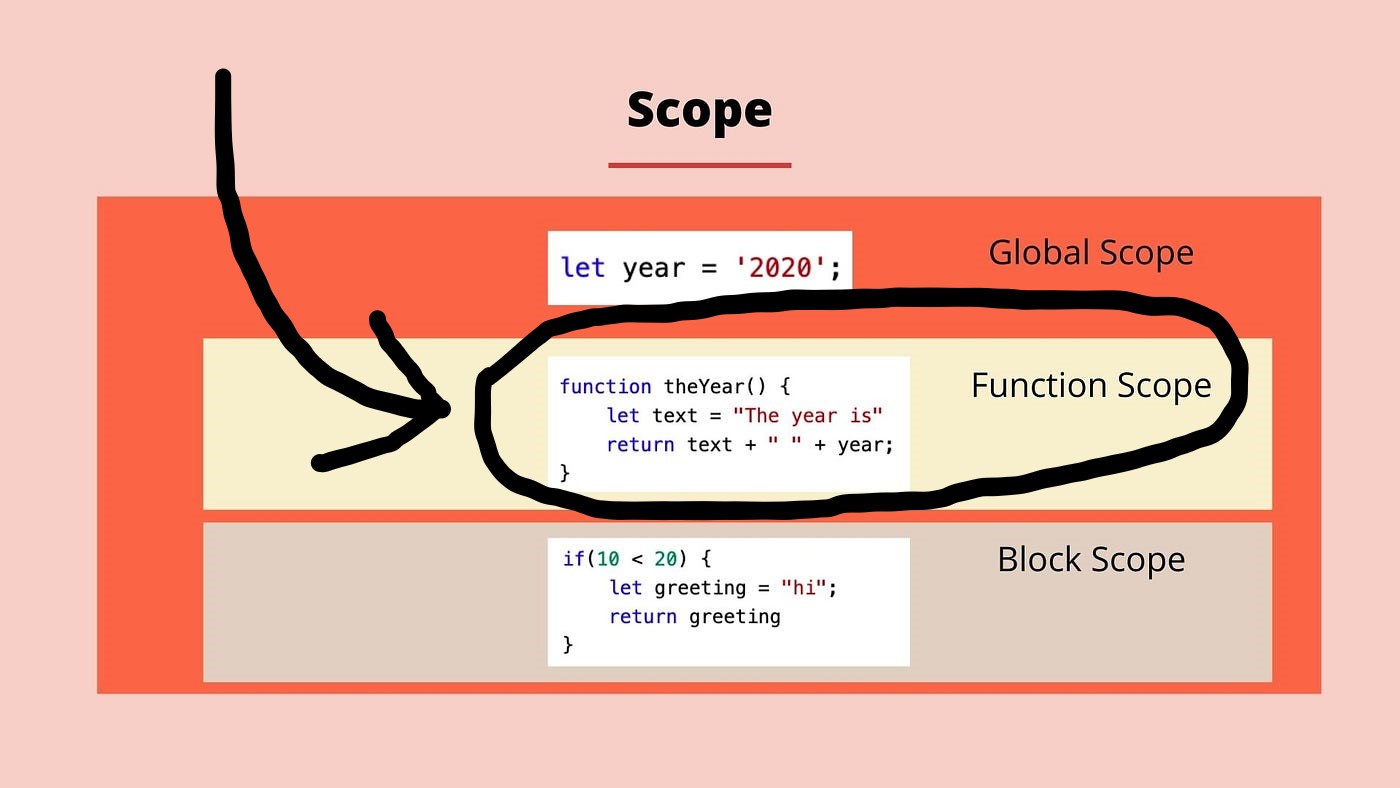 Scope
let year = '2020';
Global Scope
function theYear() {
    let text = "The year is"
    return text + " " + year;
}
Function Scope
if(10 < 20) {
    let greeting = "hi";
    return greeting
}
Block Scope